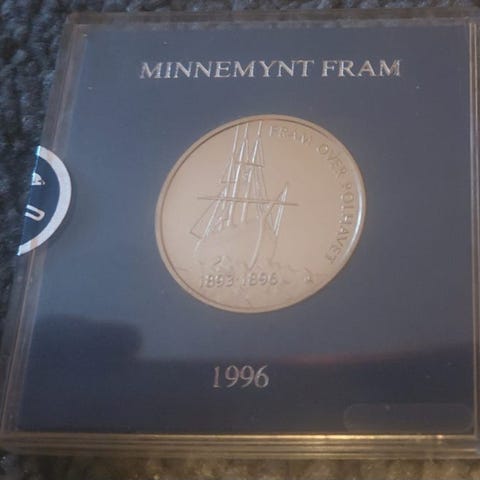 MINNEMYNT FRAM
FRAM OVER POLHAVET
1893·1896
1996